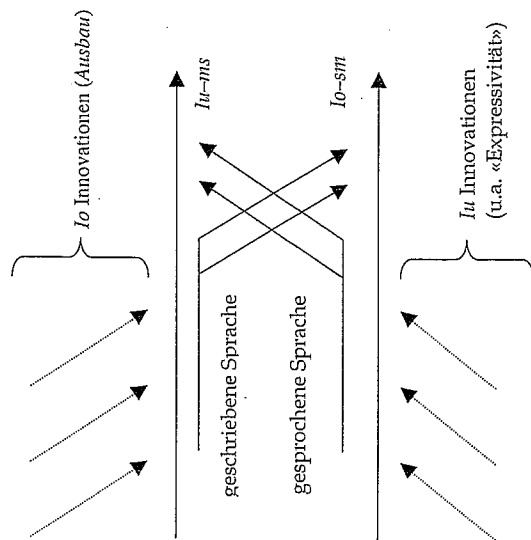 Io Innovationen (Ausbau)
Iu–ms
geschriebene Sprache
gesprochene Sprache
Io–sm
Iu Innovationen
(u.a. «Expressivität»)